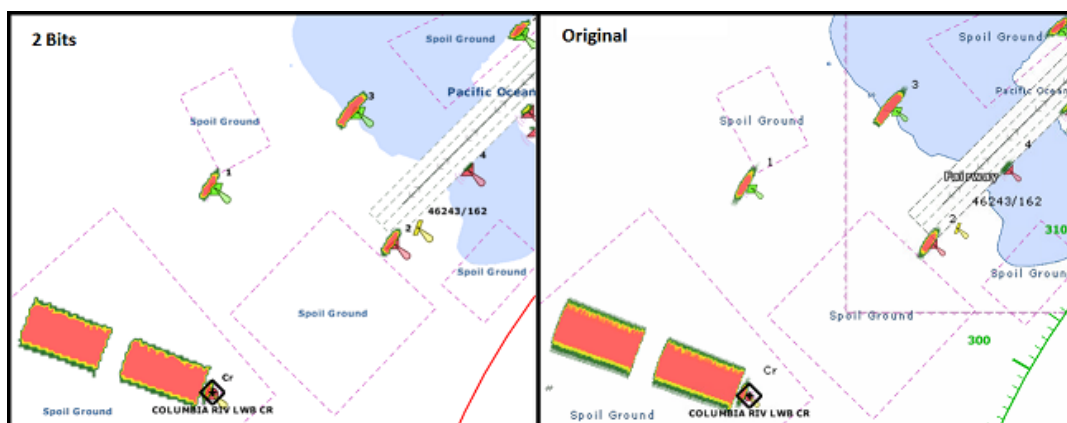 2 Bits
Spoil Ground
Pacific Ocean
3
Spoil Ground
4
1
46243/162
2
Spoil Ground
Spoil Ground
Cr
COLUMBIA RIV LWB CR
Spoil Ground
Original
Spoil Ground
Pacific Ocean
3
Spoil Ground
4
1
Fairway
46243/162
2
310
Spoil Groun
Spoil Ground
300
Cr
COLUMBIA RIV LWB CR
Spoil Ground